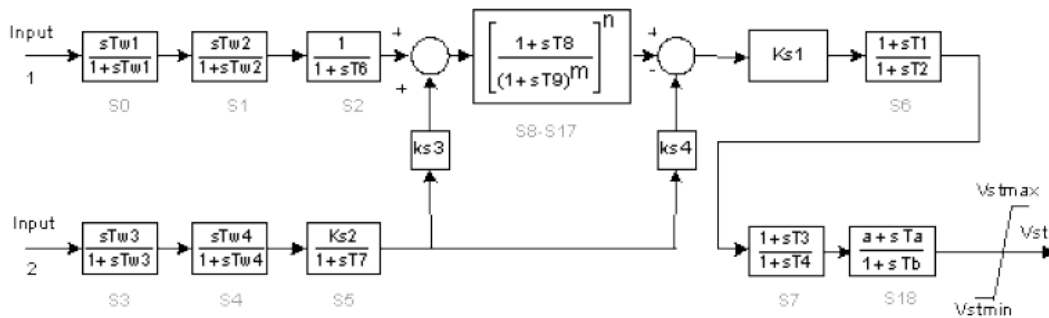 Input
1
sTw1
1+sTw1
S0
sTw2
1+sTw2
S1
1
1+sT6
S2
+
+
[1+sT8
(1+sT9)^m]^n
S8-S17
+
-
Ks1
1+sT1
1+sT2
S6
ks3
ks4
Input
2
sTw3
1+sTw3
S3
sTw4
1+sTw4
S4
Ks2
1+sT7
S5
1+sT3
1+sT4
S7
a+sTa
1+sTb
S18
Vstmax
Vst
Vstmin